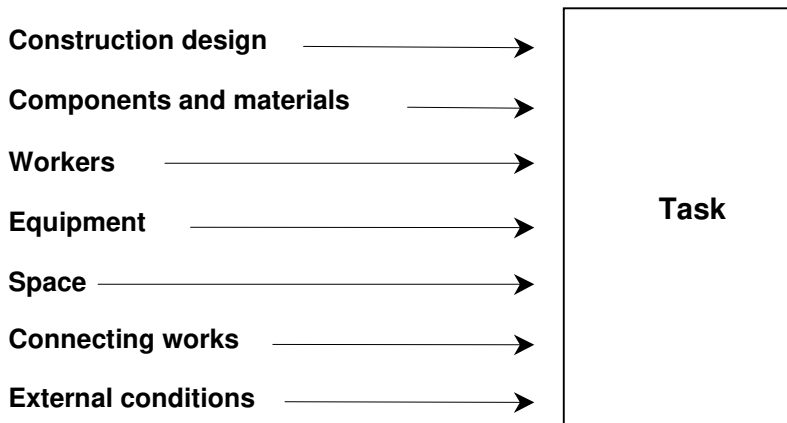 Construction design
Components and materials
Workers
Equipment
Task
Space
Connecting works
External conditions